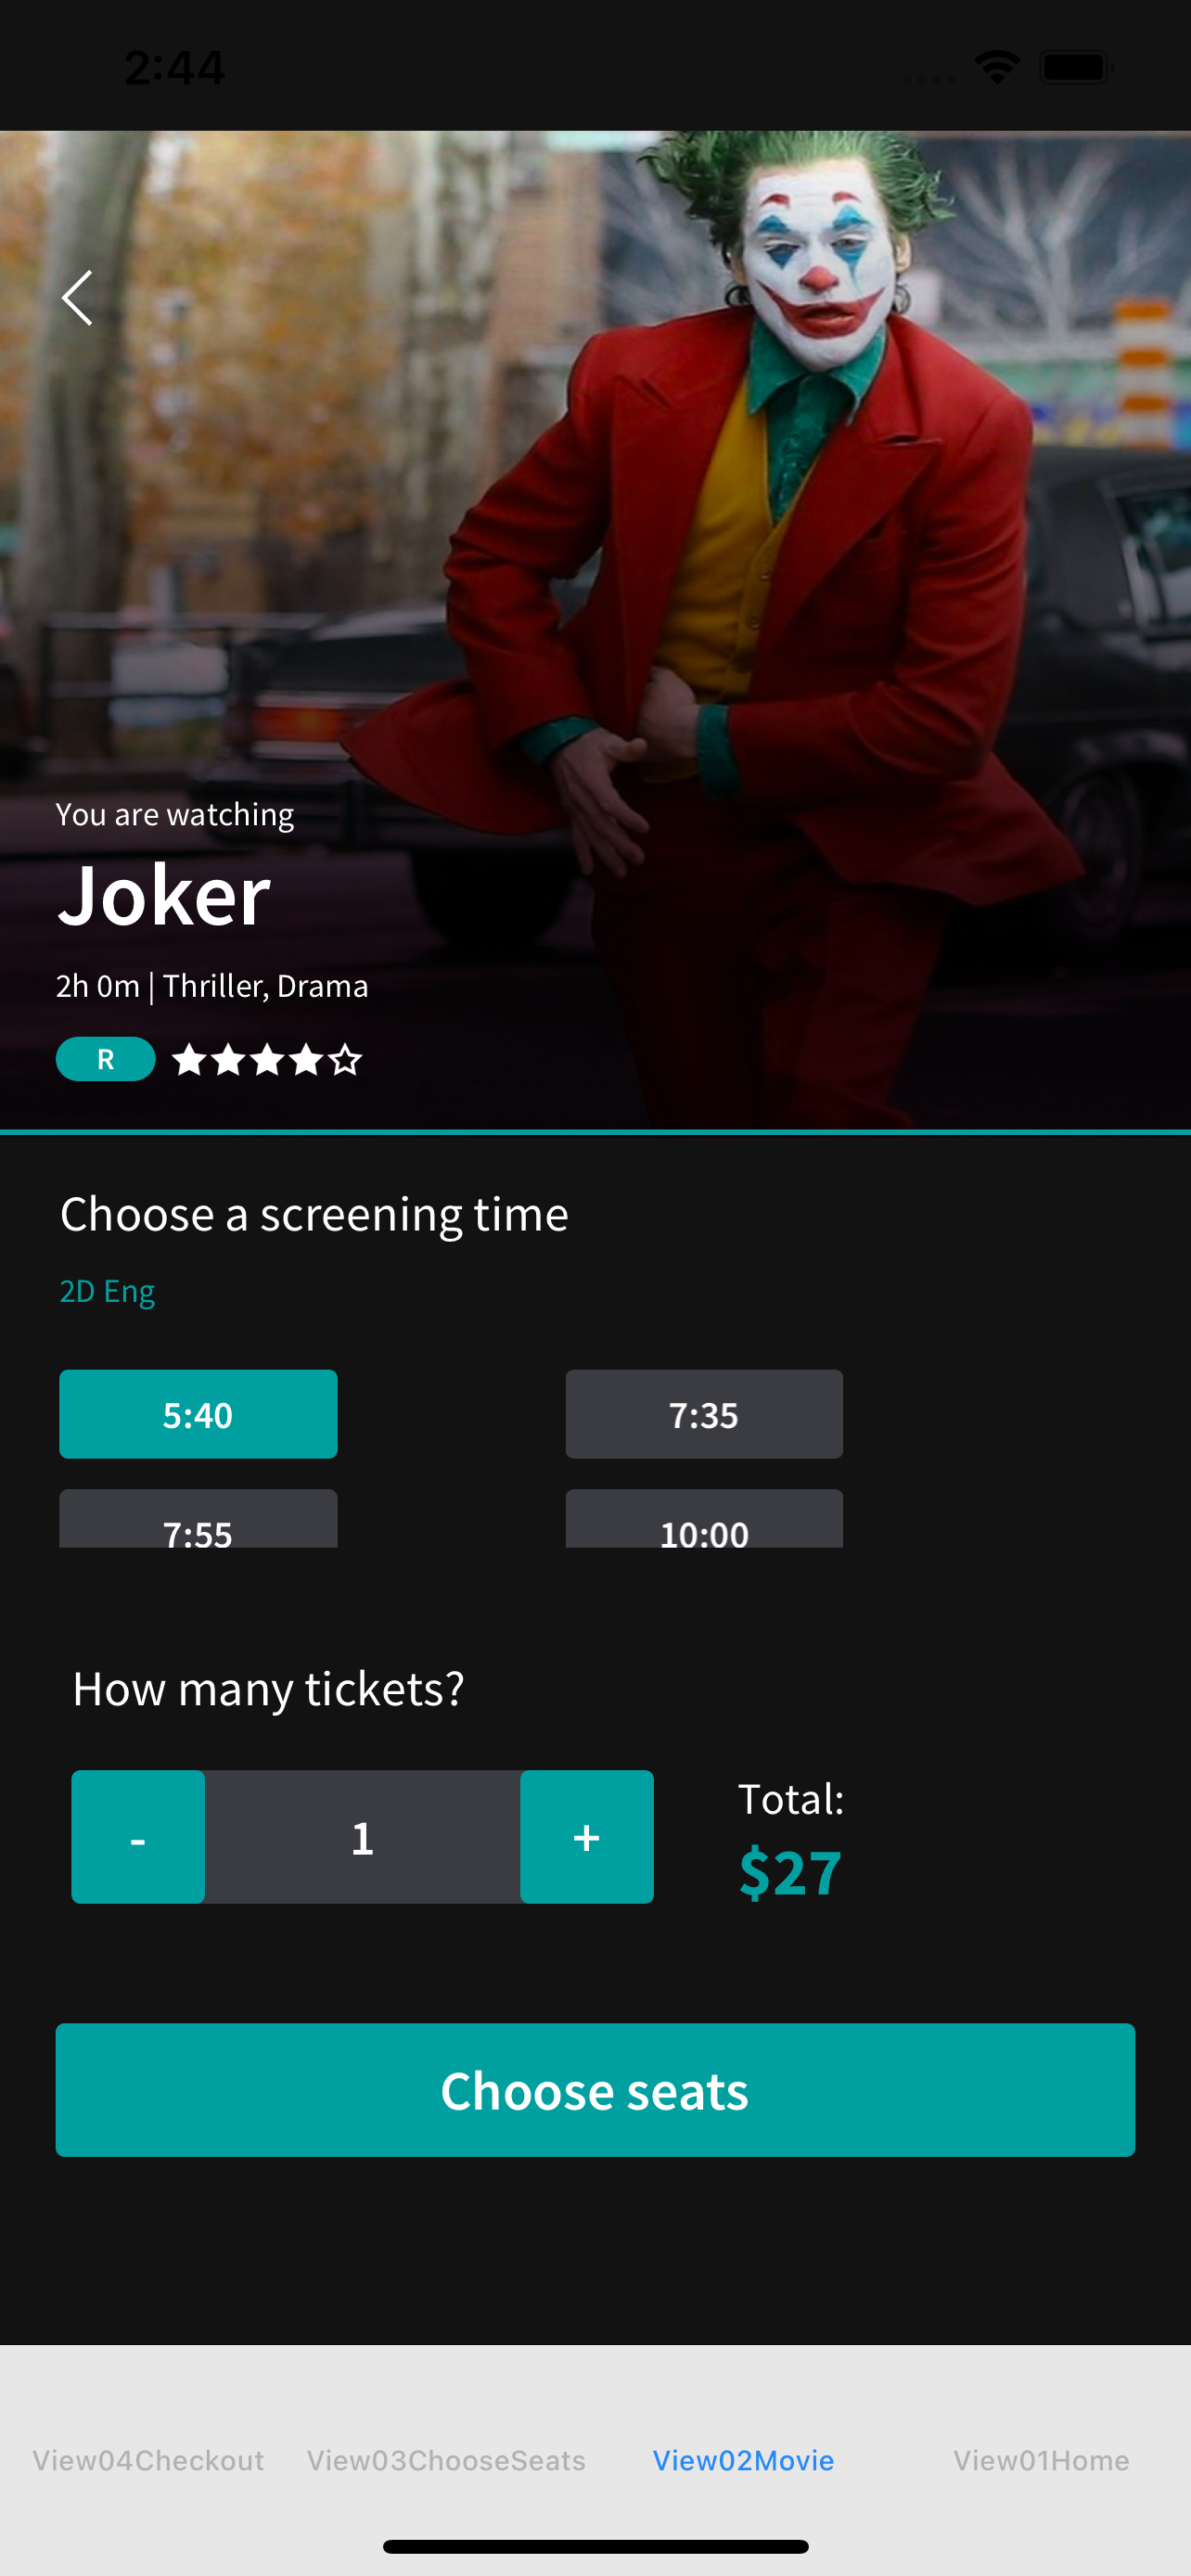 2:44
You are watching
Joker
2h 0m | Thriller, Drama
R
Choose a screening time
2D Eng
5:40 7:35
7:55 10:00
How many tickets?
- 1 +
Total:
$27
Choose seats
View04Checkout View03ChooseSeats View02Movie View01Home